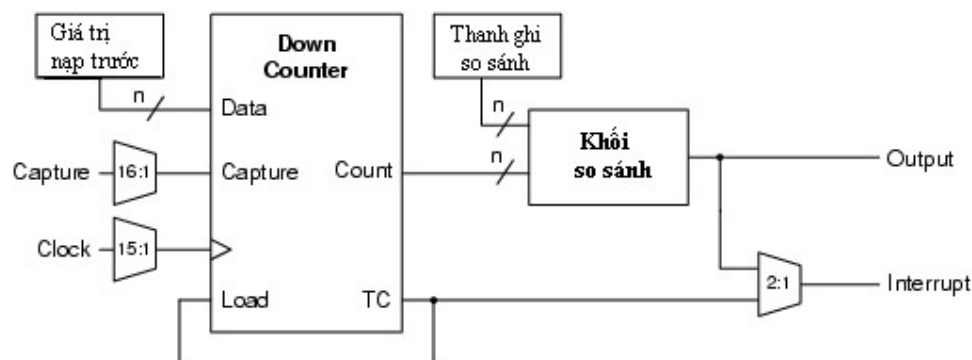 Giá trị
nạp trước
Down
Counter
Thanh ghi
so sánh
n
Data
n
Khối
so sánh
Output
Capture
16:1
Capture
Count
n
Clock
15:1
2:1
Interrupt
Load
TC